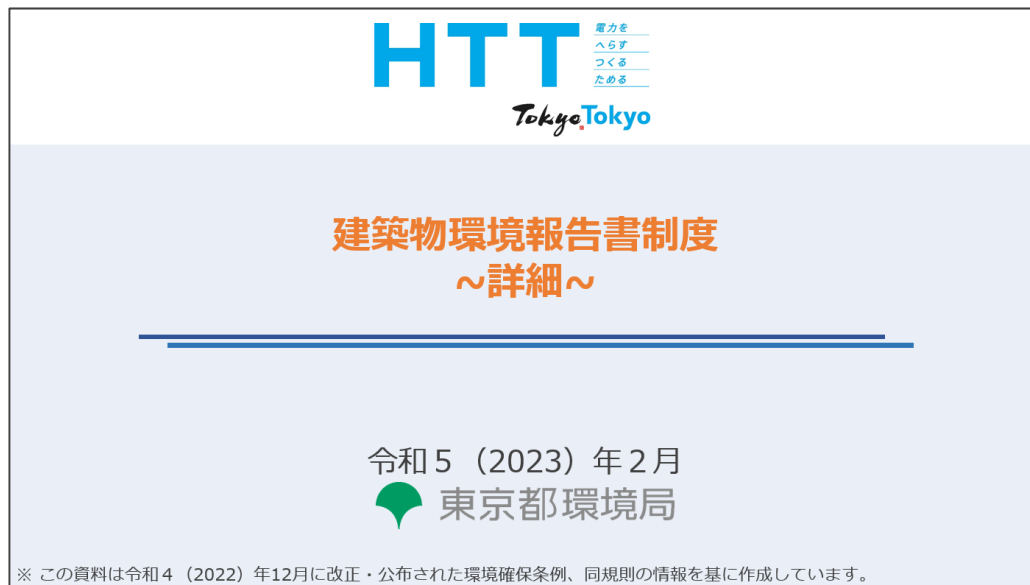 HTT
電力を
へらす
つくる
ためる
Tokyo Tokyo
建築物環境報告書制度
~詳細~
令和5（2023）年2月
東京都環境局
※ この資料は令和4（2022）年12月に改正・公布された環境確保条例、同規則の情報を基に作成しています。